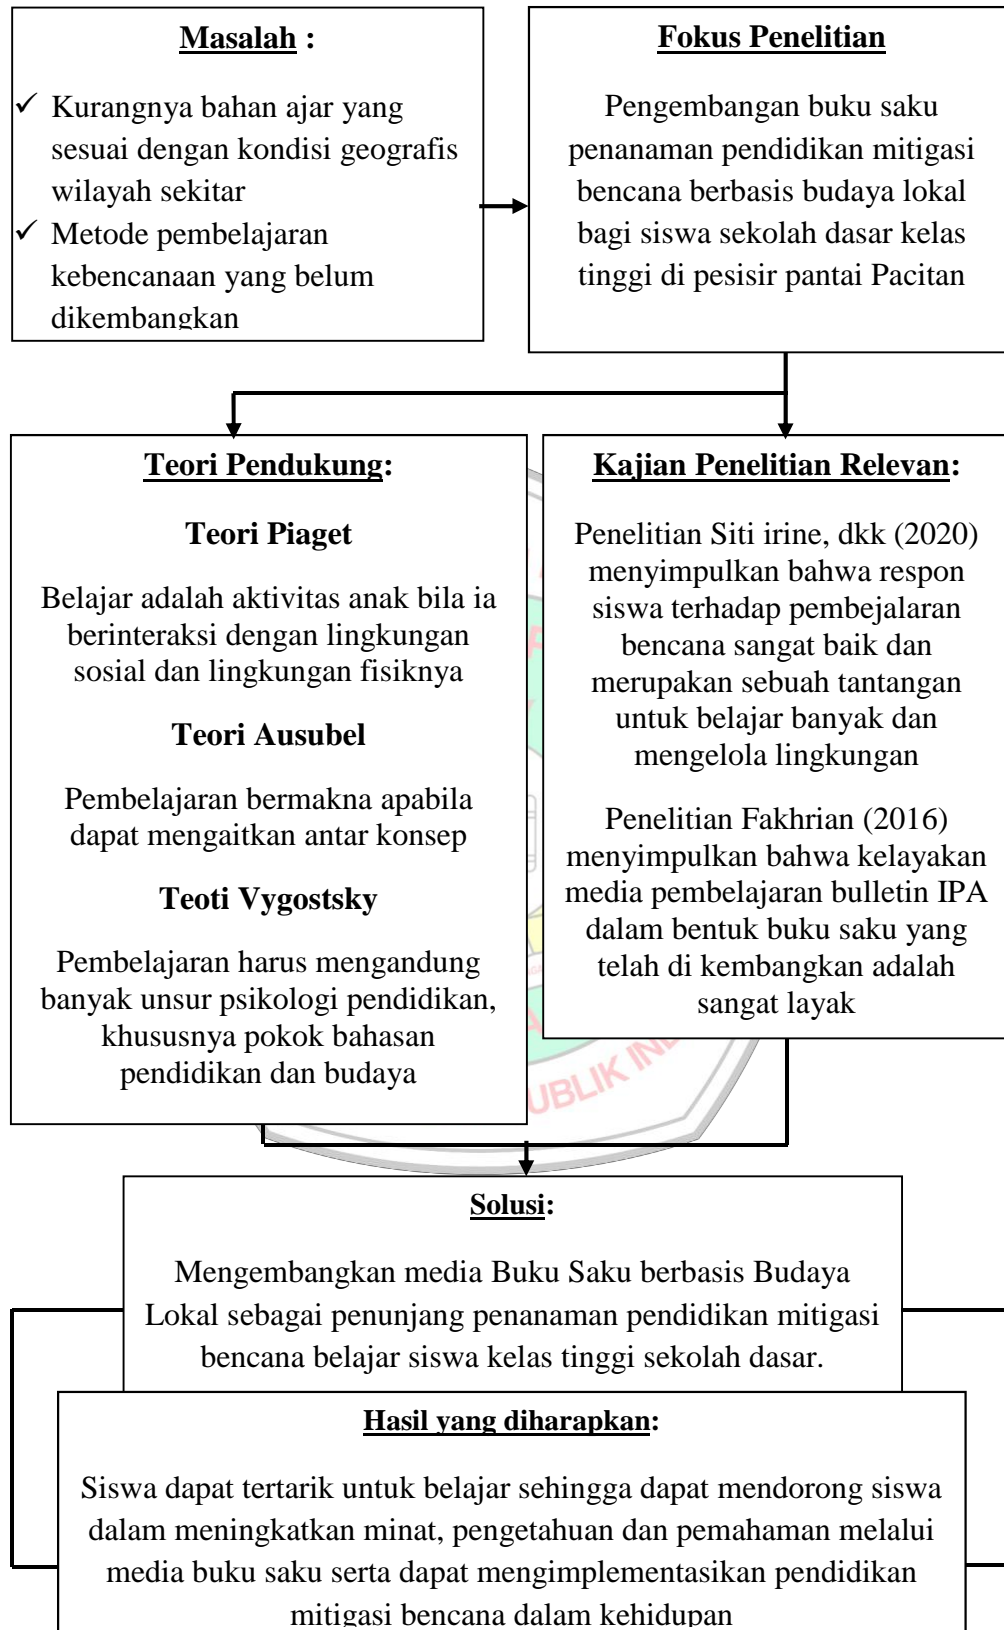 Masalah :
✓ Kurangnya bahan ajar yang
sesuai dengan kondisi geografis
wilayah sekitar
✓ Metode pembelajaran
kebencanaan yang belum
dikembangkan
Fokus Penelitian
Pengembangan buku saku
penanaman pendidikan mitigasi
bencana berbasis budaya lokal
bagi siswa sekolah dasar kelas
tinggi di pesisir pantai Pacitan
Teori Pendukung:
Teori Piaget
Belajar adalah aktivitas anak bila ia
berinteraksi dengan lingkungan
sosial dan lingkungan fisiknya
Teori Ausubel
Pembelajaran bermakna apabila
dapat mengaitkan antar konsep
Teoti Vygostsky
Pembelajaran harus mengandung
banyak unsur psikologi pendidikan,
khususnya pokok bahasan
pendidikan dan budaya
Kajian Penelitian Relevan:
Penelitian Siti irine, dkk (2020)
menyimpulkan bahwa respon
siswa terhadap pembejalaran
bencana sangat baik dan
merupakan sebuah tantangan
untuk belajar banyak dan
mengelola lingkungan
Penelitian Fakhrian (2016)
menyimpulkan bahwa kelayakan
media pembelajaran bulletin IPA
dalam bentuk buku saku yang
telah di kembangkan adalah
sangat layak
UBLIK IN
Solusi:
Mengembangkan media Buku Saku berbasis Budaya
Lokal sebagai penunjang penanaman pendidikan mitigasi
bencana belajar siswa kelas tinggi sekolah dasar.
Hasil yang diharapkan:
Siswa dapat tertarik untuk belajar sehingga dapat mendorong siswa
dalam meningkatkan minat, pengetahuan dan pemahaman melalui
media buku saku serta dapat mengimplementasikan pendidikan
mitigasi bencana dalam kehidupan